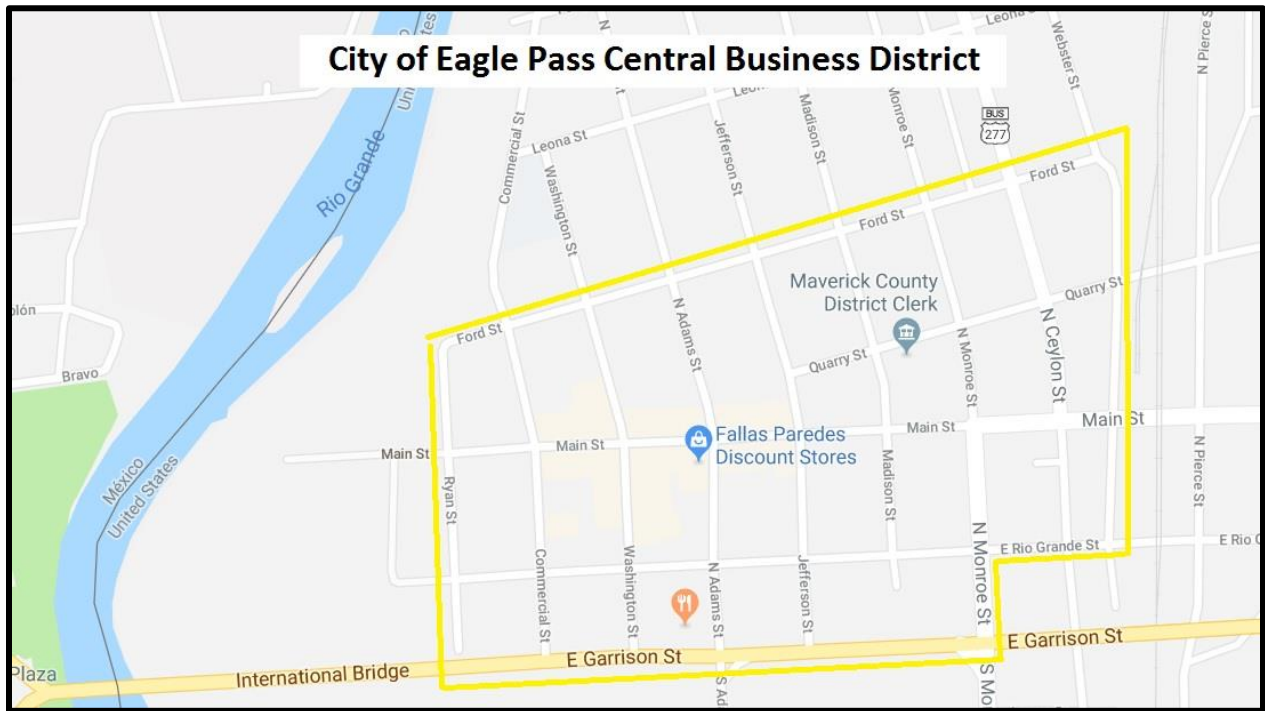 City of Eagle Pass Central Business District
Leona St
Webster St
N Pierce St
BUS
277
Commercial St
Leona St
Washington St
Jefferson St
Madison St
Monroe St
Rio Grande
Ford St
Ford St
Ford St
Maverick County
District Clerk
Quarry St
Quarry St
N Adams St
N Monroe St
N Ceylon St
Bravo
Main St
Main St
Main St
Main St
Fallas Paredes
Discount Stores
México
United States
Ryan St
Madison St
N Pierce St
Commercial St
Washington St
N Adams St
Jefferson St
N Monroe St
E Rio Grande St
E Garrison St
E Garrison St
International Bridge
Plaza